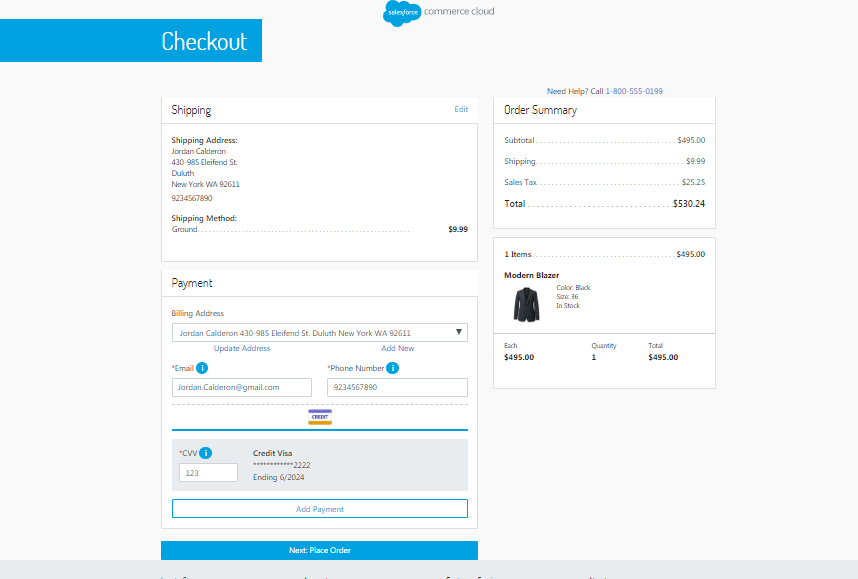 salesforce commerce cloud
Checkout
Need Help? Call 1-800-555-0199
Shipping Edit
Shipping Address:
Jordan Calderon
430-985 Eleifend St.
Duluth
New York WA 92611
9234567890
Shipping Method:
Ground $9.99
Payment
Billing Address
Jordan Calderon 430-985 Eleifend St. Duluth New York WA 92611
Update Address Add New
*Email i *Phone Number i
Jordan.Calderon@gmail.com 9234567890
CREDIT
*CVV i
123
Credit Visa
************2222
Ending 6/2024
Add Payment
Next: Place Order
Order Summary
Subtotal $495.00
Shipping $9.99
Sales Tax $25.25
Total $530.24
1 Items $495.00
Modern Blazer
Color: Black
Size: 36
In Stock
Each Quantity Total
$495.00 1 $495.00